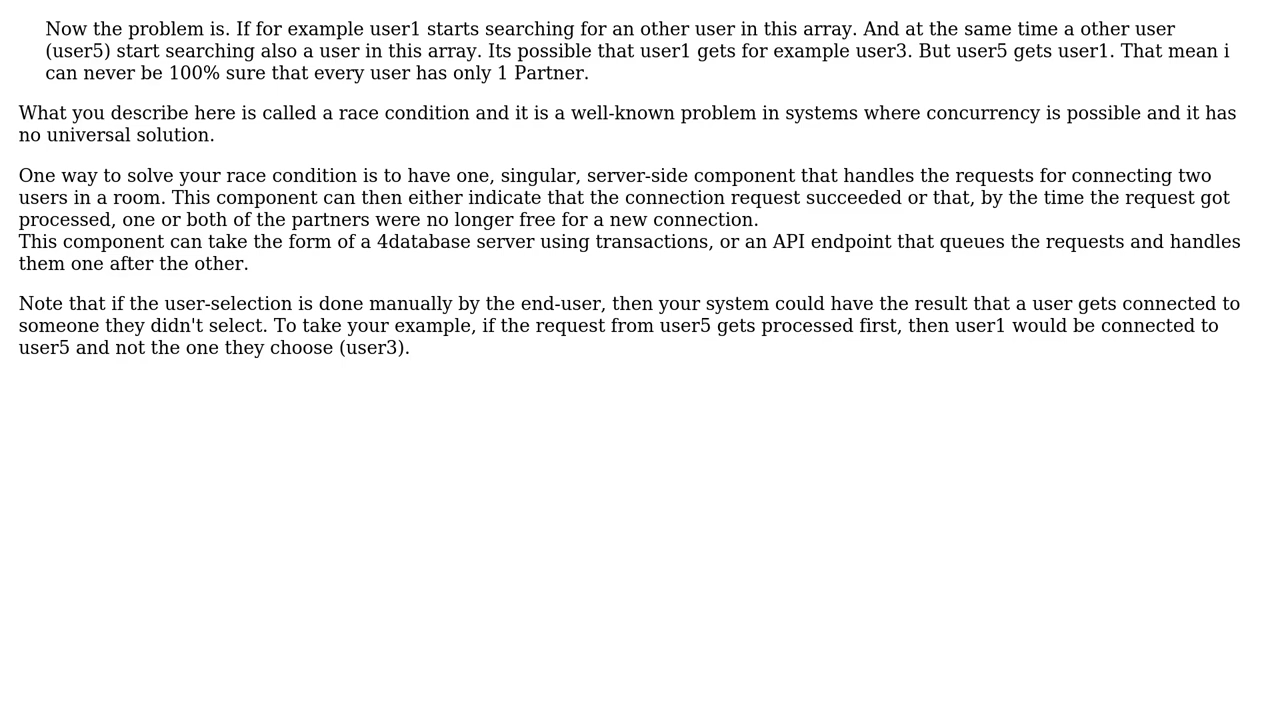 Now the problem is. If for example user1 starts searching for an other user in this array. And at the same time a other user
(user5) start searching also a user in this array. Its possible that user1 gets for example user3. But user5 gets user1. That mean i
can never be 100% sure that every user has only 1 Partner.
What you describe here is called a race condition and it is a well-known problem in systems where concurrency is possible and it has
no universal solution.
One way to solve your race condition is to have one, singular, server-side component that handles the requests for connecting two
users in a room. This component can then either indicate that the connection request succeeded or that, by the time the request got
processed, one or both of the partners were no longer free for a new connection.
This component can take the form of a 4database server using transactions, or an API endpoint that queues the requests and handles
them one after the other.
Note that if the user-selection is done manually by the end-user, then your system could have the result that a user gets connected to
someone they didn't select. To take your example, if the request from user5 gets processed first, then user1 would be connected to
user5 and not the one they choose (user3).